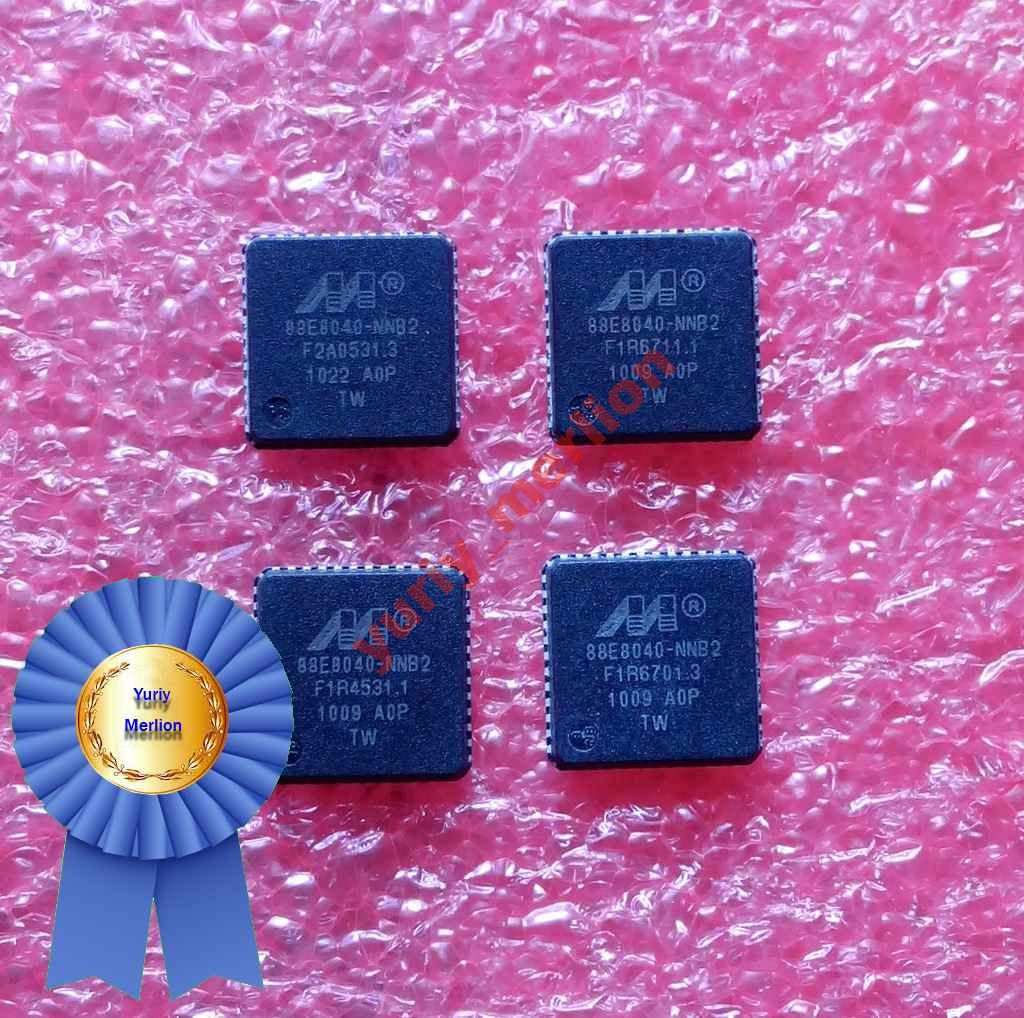 ®
88E8040-NNB2
F2A0531.3
1022 A0P
TW
®
88E8040-NNB2
F1R6711.1
1009 A0P
TW
®
88E8040-NNB2
F1R4531.1
1009 A0P
TW
®
88E8040-NNB2
F1R6701.3
1009 A0P
TW
yuriy_merlion
Yuriy
Merlion